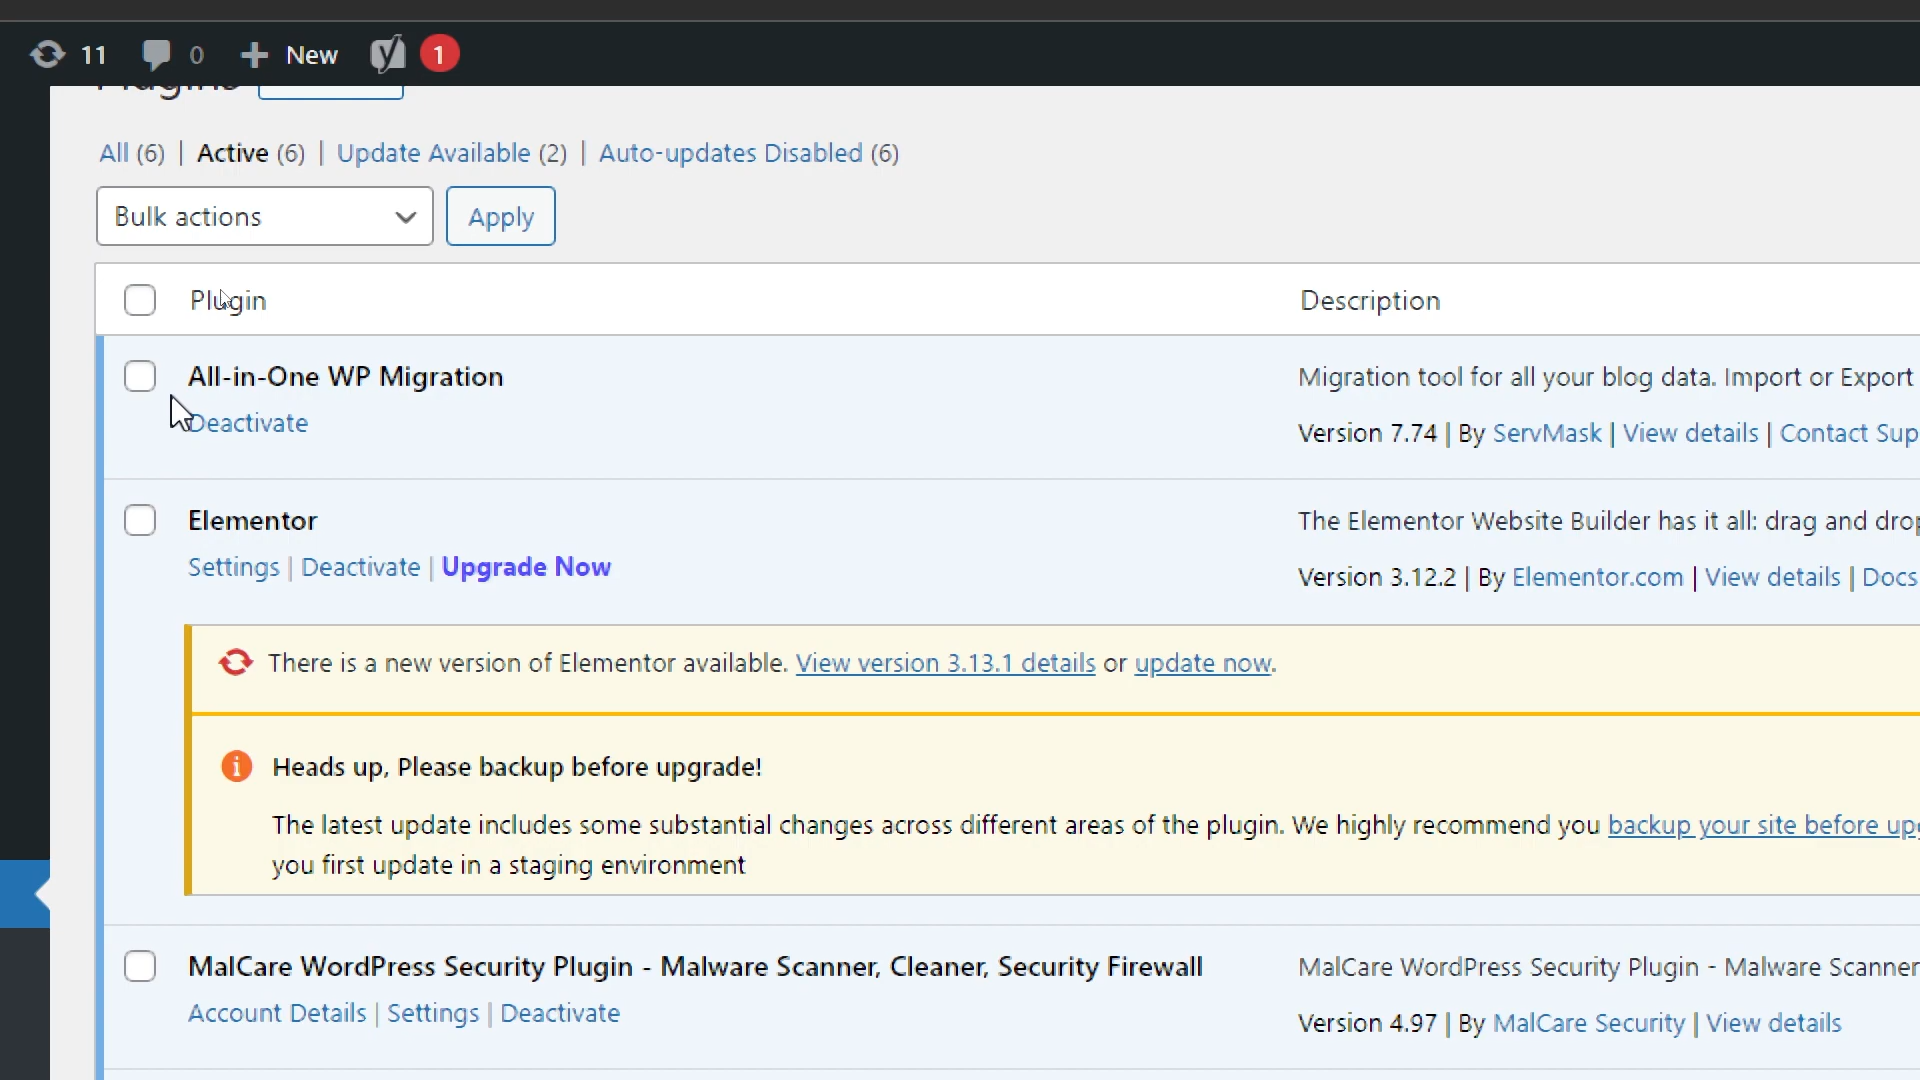 11 0 New 1
Plugins
All (6) | Active (6) | Update Available (2) | Auto-updates Disabled (6)
Bulk actions Apply
Plugin Description
All-in-One WP Migration Migration tool for all your blog data. Import or Export
Deactivate Version 7.74 | By ServMask | View details | Contact Sup
Elementor The Elementor Website Builder has it all: drag and drop
Settings | Deactivate | Upgrade Now Version 3.12.2 | By Elementor.com | View details | Docs
There is a new version of Elementor available. View version 3.13.1 details or update now.
Heads up, Please backup before upgrade!
The latest update includes some substantial changes across different areas of the plugin. We highly recommend you backup your site before upg
you first update in a staging environment
MalCare WordPress Security Plugin - Malware Scanner, Cleaner, Security Firewall MalCare WordPress Security Plugin - Malware Scanner
Account Details | Settings | Deactivate Version 4.97 | By MalCare Security | View details